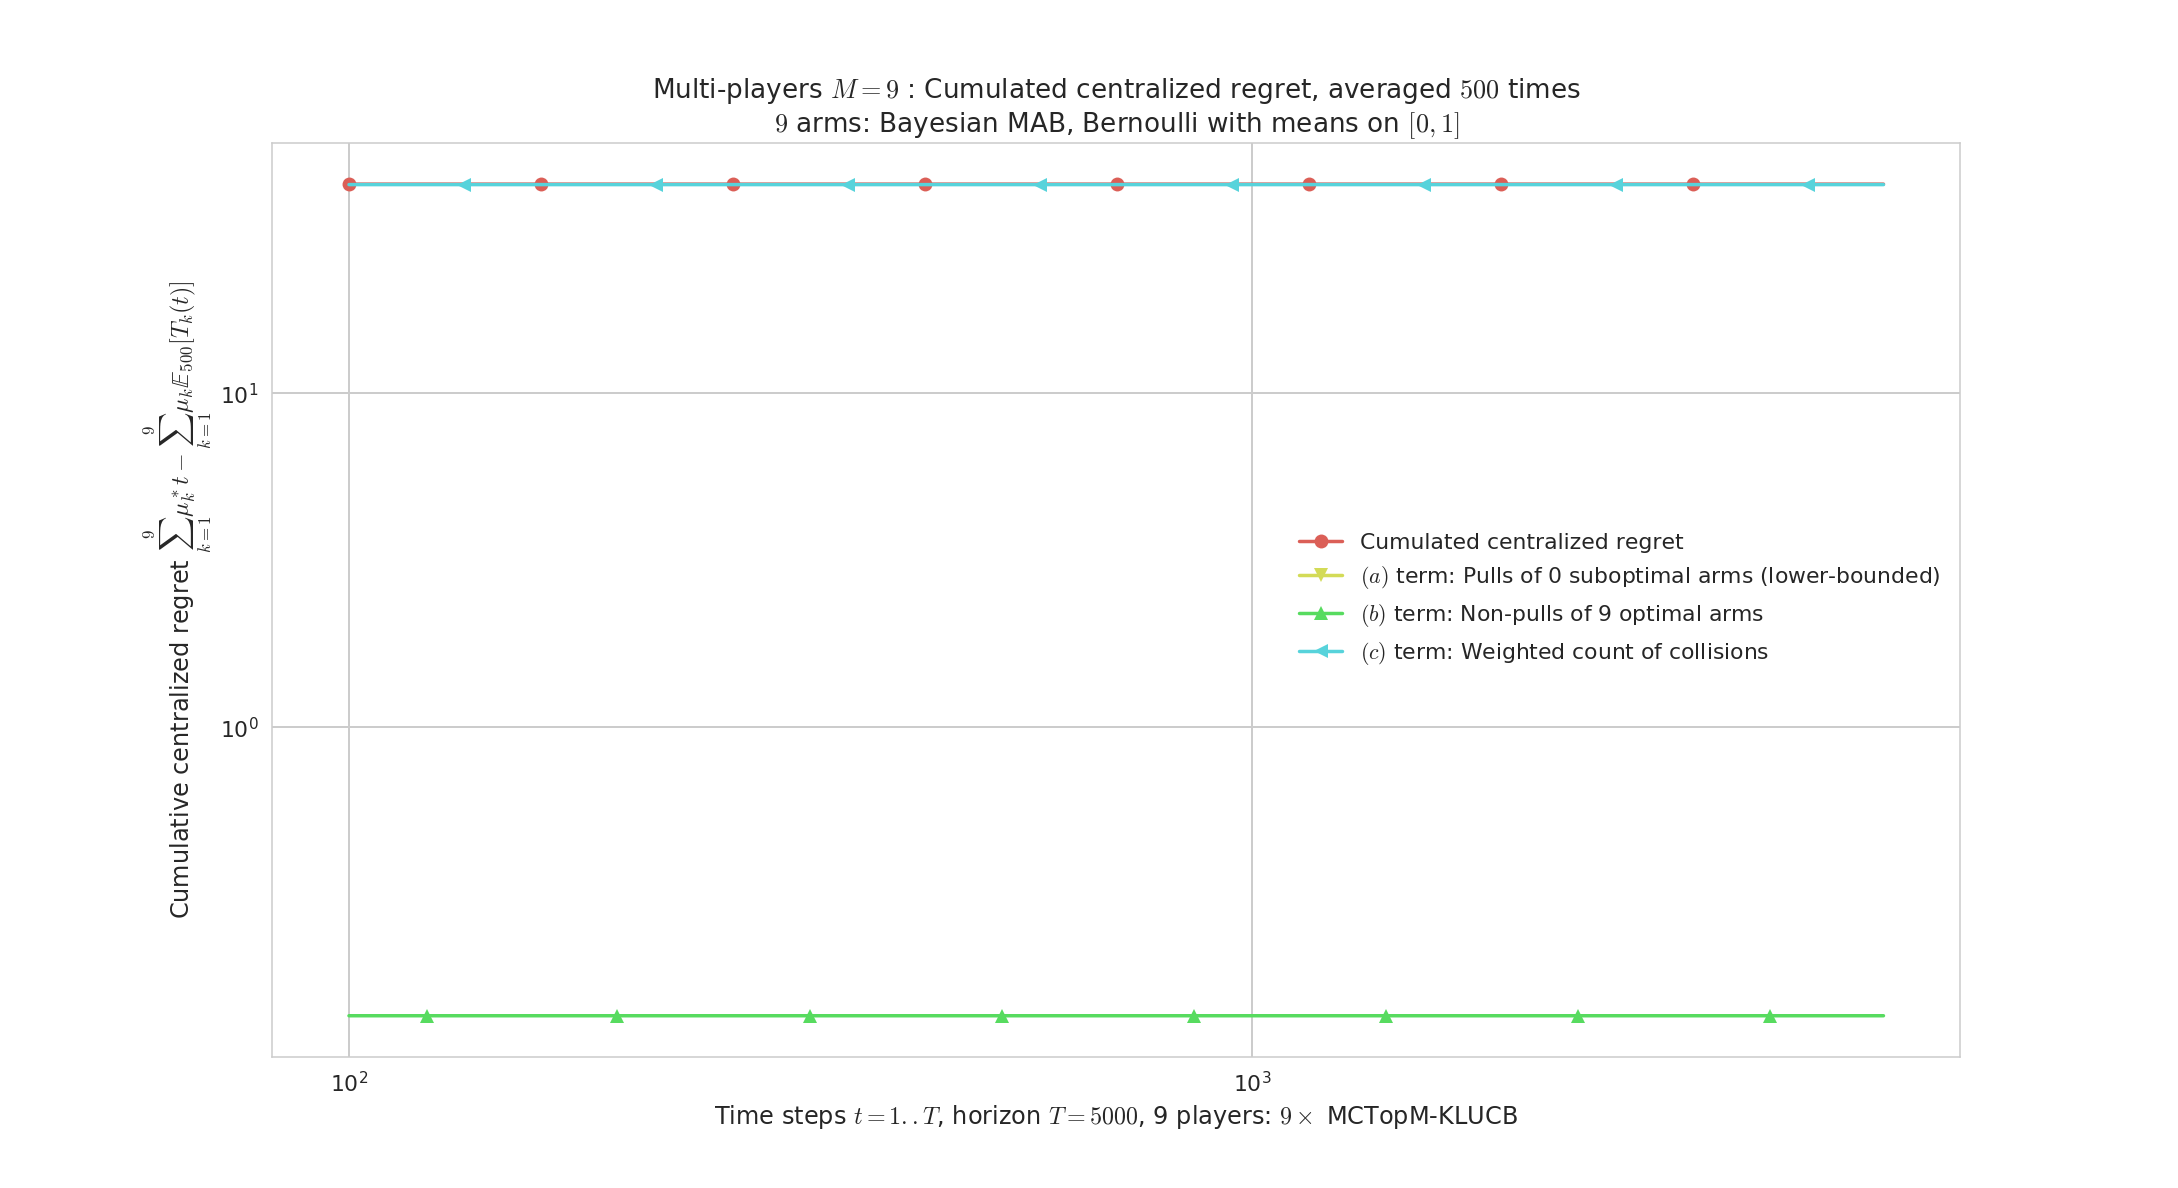 Multi-players M = 9 : Cumulated centralized regret, averaged 500 times
9 arms: Bayesian MAB, Bernoulli with means on [0, 1]
Cumulative centralized regret \sum_{k=1}^{9} \mu_k^* t - \sum_{k=1}^{9} \mu_k \mathbb{E}_{500}[T_k(t)]
10^1
10^0
Cumulated centralized regret
(a) term: Pulls of 0 suboptimal arms (lower-bounded)
(b) term: Non-pulls of 9 optimal arms
(c) term: Weighted count of collisions
10^2
10^3
Time steps t = 1..T, horizon T = 5000, 9 players: 9 × MCTopM-KLUCB